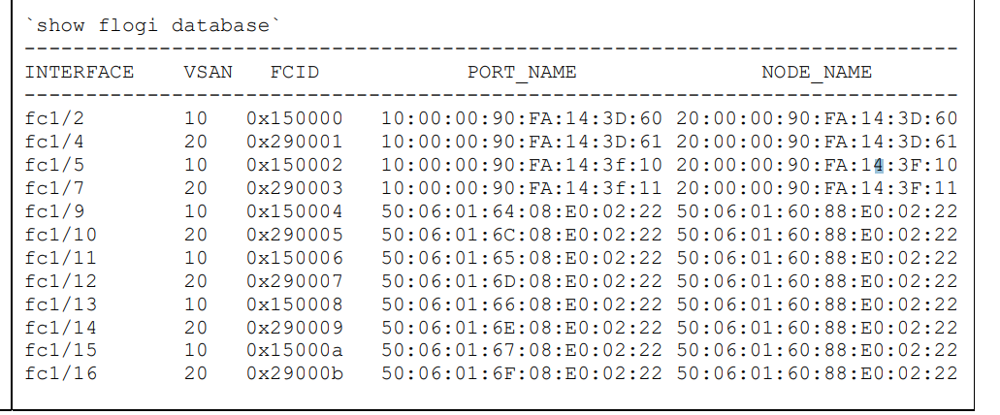 `show flogi database`
--------------------------------------------------------------------------------
INTERFACE    VSAN   FCID            PORT_NAME               NODE_NAME
--------------------------------------------------------------------------------
fc1/2        10   0x150000   10:00:00:90:FA:14:3D:60 20:00:00:90:FA:14:3D:60
fc1/4        20   0x290001   10:00:00:90:FA:14:3D:61 20:00:00:90:FA:14:3D:61
fc1/5        10   0x150002   10:00:00:90:FA:14:3f:10 20:00:00:90:FA:14:3F:10
fc1/7        20   0x290003   10:00:00:90:FA:14:3f:11 20:00:00:90:FA:14:3F:11
fc1/9        10   0x150004   50:06:01:64:08:E0:02:22 50:06:01:60:88:E0:02:22
fc1/10       20   0x290005   50:06:01:6C:08:E0:02:22 50:06:01:60:88:E0:02:22
fc1/11       10   0x150006   50:06:01:65:08:E0:02:22 50:06:01:60:88:E0:02:22
fc1/12       20   0x290007   50:06:01:6D:08:E0:02:22 50:06:01:60:88:E0:02:22
fc1/13       10   0x150008   50:06:01:66:08:E0:02:22 50:06:01:60:88:E0:02:22
fc1/14       20   0x290009   50:06:01:6E:08:E0:02:22 50:06:01:60:88:E0:02:22
fc1/15       10   0x15000a   50:06:01:67:08:E0:02:22 50:06:01:60:88:E0:02:22
fc1/16       20   0x29000b   50:06:01:6F:08:E0:02:22 50:06:01:60:88:E0:02:22